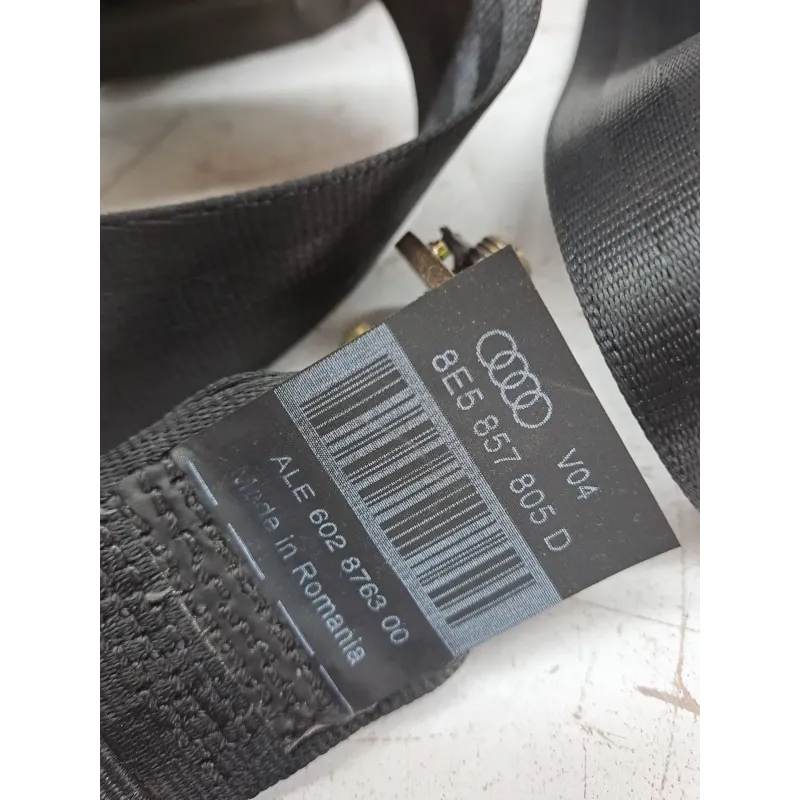 V04
8E5 857 805 D
ALE 602 8763 00
Made in Romania